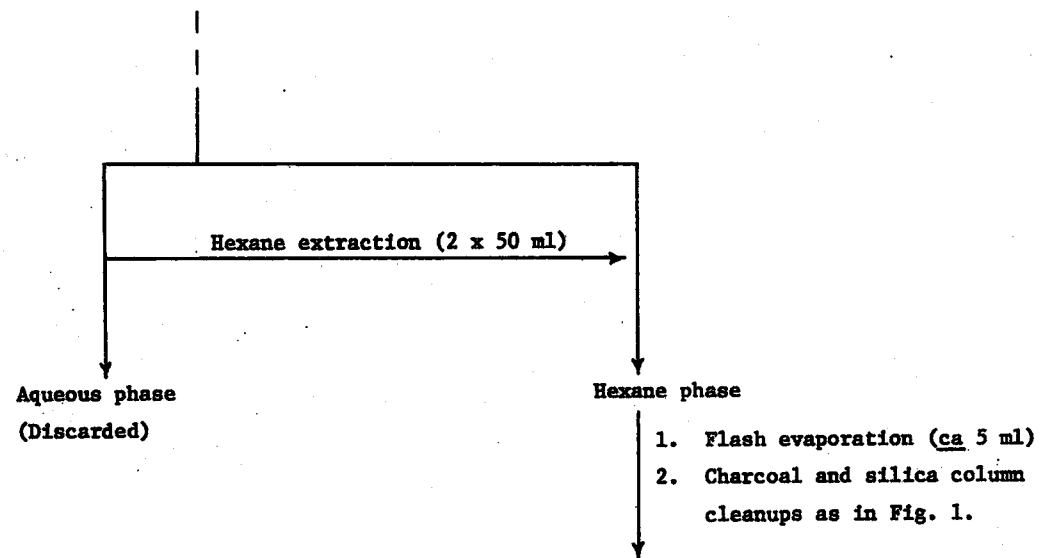 Hexane extraction (2 x 50 ml)
Aqueous phase
(Discarded)
Hexane phase
1. Flash evaporation (ca 5 ml)
2. Charcoal and silica column
cleanups as in Fig. 1.